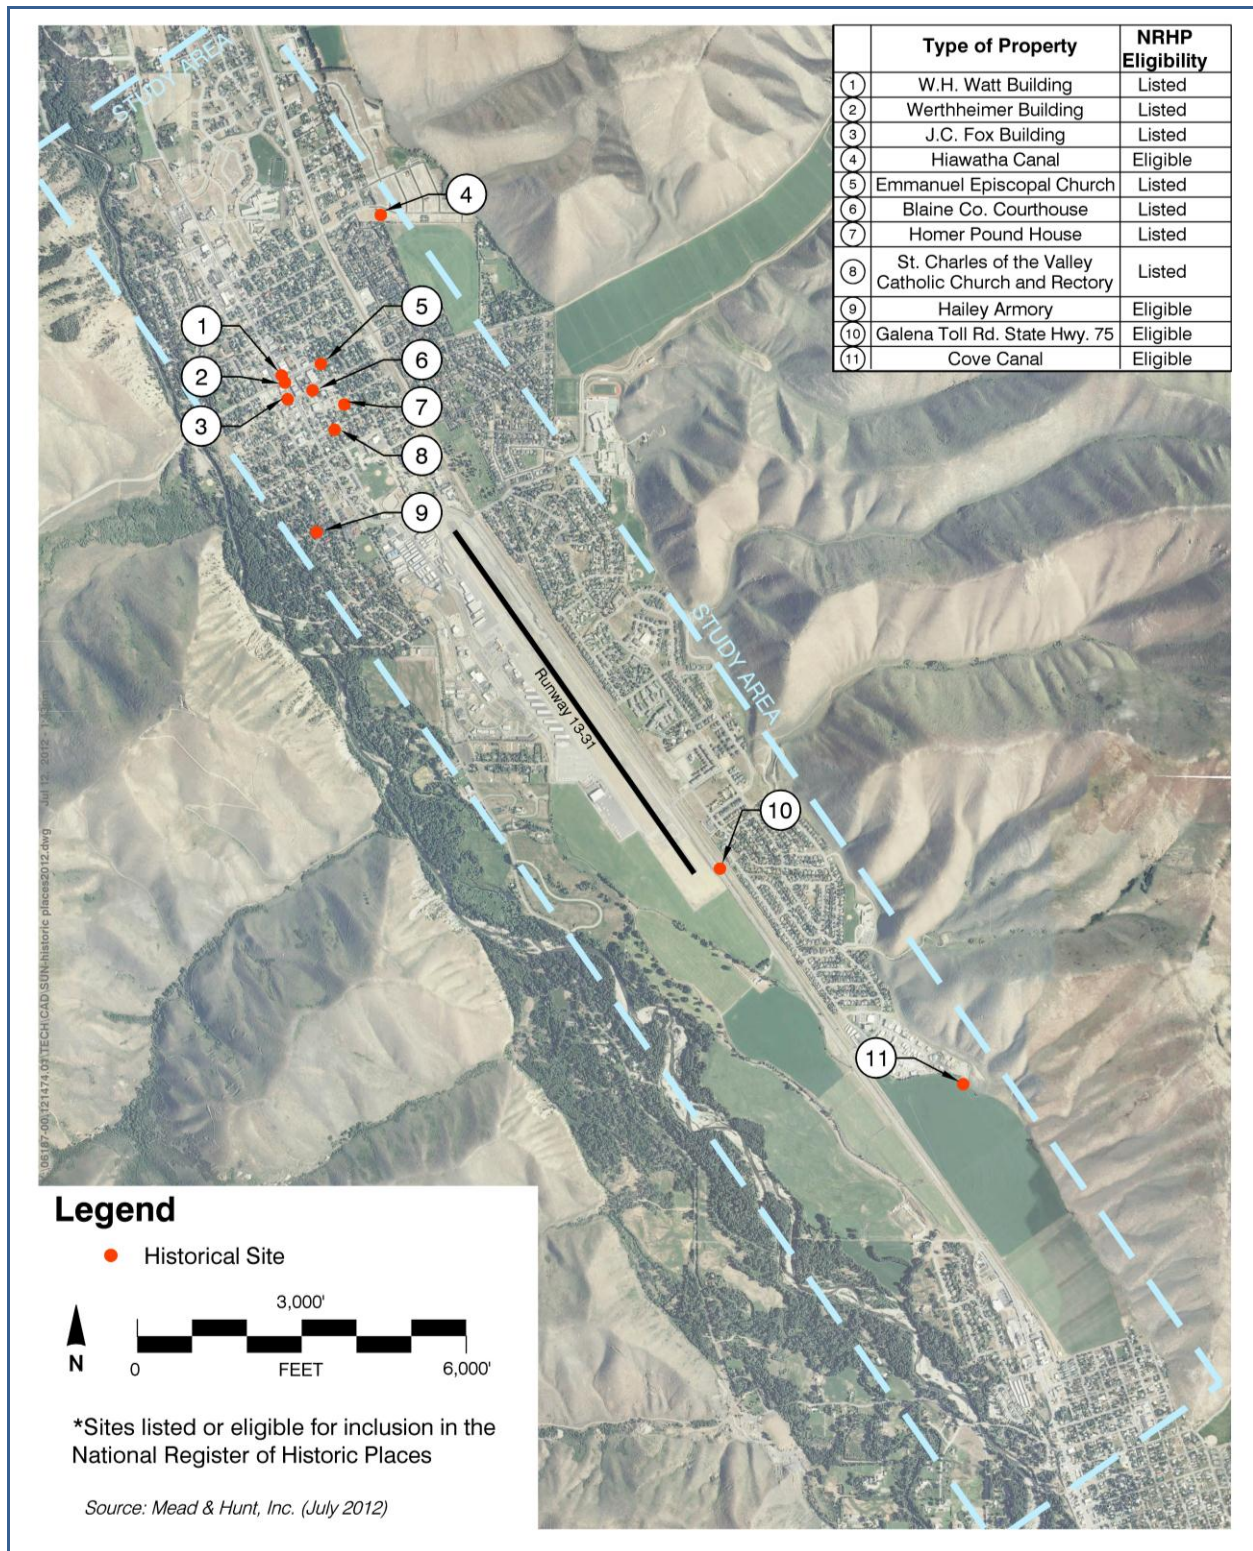 Type of Property NRHP
Eligibility
1 W.H. Watt Building Listed
2 Werthheimer Building Listed
3 J.C. Fox Building Listed
4 Hiawatha Canal Eligible
5 Emmanuel Episcopal Church Listed
6 Blaine Co. Courthouse Listed
7 Homer Pound House Listed
8 St. Charles of the Valley
Catholic Church and Rectory Listed
9 Hailey Armory Eligible
10 Galena Toll Rd. State Hwy. 75 Eligible
11 Cove Canal Eligible
STUDY AREA
4
5
1
6
2
7
3
8
9
STUDY AREA
Runway 13-31
10
11
Legend
Historical Site
3,000'
N
0 FEET 6,000'
*Sites listed or eligible for inclusion in the
National Register of Historic Places
Source: Mead & Hunt, Inc. (July 2012)